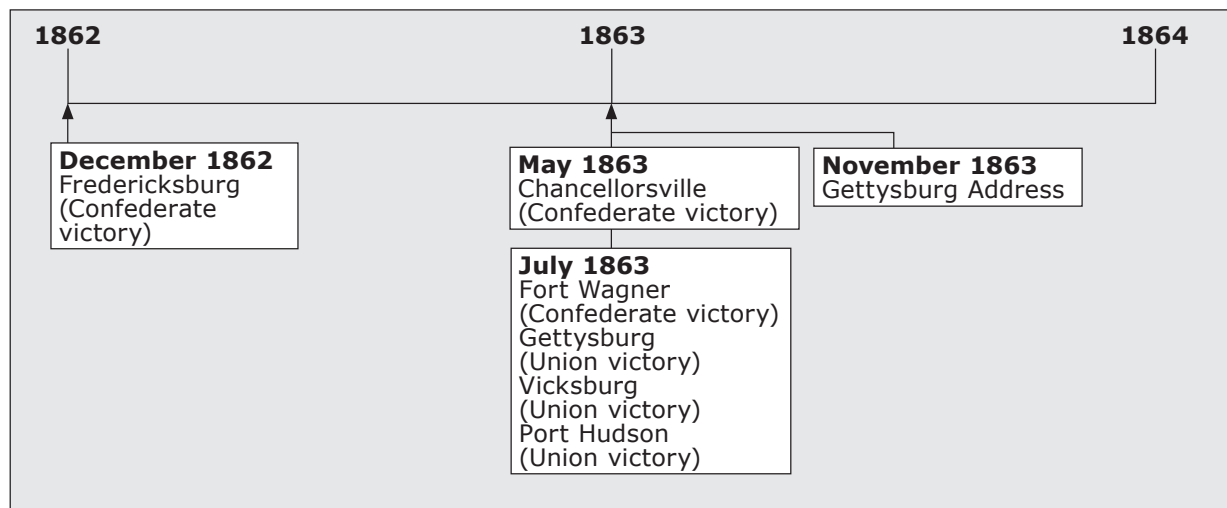 1862
1863
1864
December 1862
Fredericksburg
(Confederate
victory)
May 1863
Chancellorsville
(Confederate victory)
November 1863
Gettysburg Address
July 1863
Fort Wagner
(Confederate victory)
Gettysburg
(Union victory)
Vicksburg
(Union victory)
Port Hudson
(Union victory)